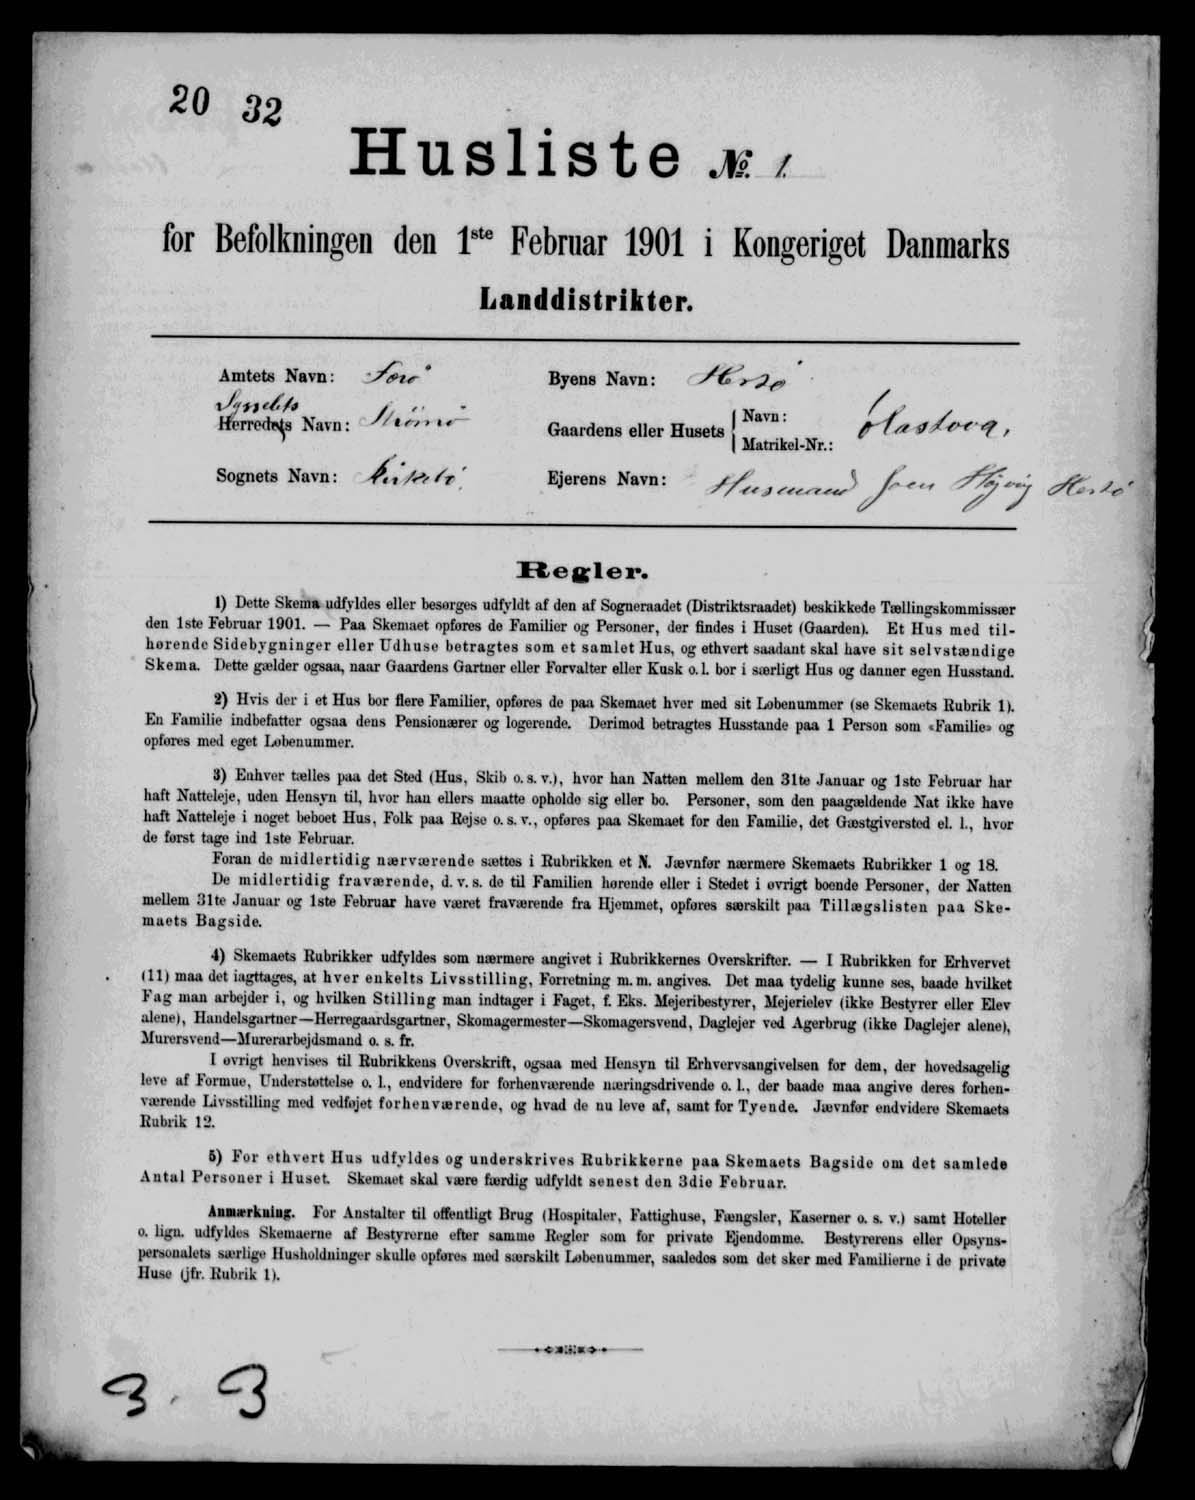 20 32
Husliste № 1.
for Befolkningen den 1ste Februar 1901 i Kongeriget Danmarks
Landdistrikter.
Amtets Navn: Færø
Byens Navn: Hestø
Sysselets
Herredets Navn: Strömø
Gaardens eller Husets
Navn:
Matrikel-Nr.:
Olastova,
Sognets Navn: Kirkebø
Ejerens Navn: Husmand Joen Højvig Hestø
Regler.
1) Dette Skema udfyldes eller besørges udfyldt af den af Sogneraadet (Distriktsraadet) beskikkede Tællingskommissær
den 1ste Februar 1901. — Paa Skemaet opføres de Familier og Personer, der findes i Huset (Gaarden). Et Hus med til-
hørende Sidebygninger eller Udhuse betragtes som et samlet Hus, og ethvert saadant skal have sit selvstændige
Skema. Dette gælder ogsaa, naar Gaardens Gartner eller Forvalter eller Kusk o. l. bor i særligt Hus og danner egen Husstand.
2) Hvis der i et Hus bor flere Familier, opføres de paa Skemaet hver med sit Løbenummer (se Skemaets Rubrik 1).
En Familie indbefatter ogsaa dens Pensionærer og logerende. Derimod betragtes Husstande paa 1 Person som «Familie» og
opføres med eget Løbenummer.
3) Enhver tælles paa det Sted (Hus, Skib o. s. v.), hvor han Natten mellem den 31te Januar og 1ste Februar har
haft Natteleje, uden Hensyn til, hvor han ellers maatte opholde sig eller bo. Personer, som den paagældende Nat ikke have
haft Natteleje i noget beboet Hus, Folk paa Rejse o. s. v., opføres paa Skemaet for den Familie, det Gæstgiversted el. l., hvor
de først tage ind 1ste Februar.
Foran de midlertidig nærværende sættes i Rubrikken et N. Jævnfør nærmere Skemaets Rubrikker 1 og 18.
De midlertidig fraværende, d. v. s. de til Familien hørende eller i Stedet i øvrigt boende Personer, der Natten
mellem 31te Januar og 1ste Februar have været fraværende fra Hjemmet, opføres særskilt paa Tillægslisten paa Ske-
maets Bagside.
4) Skemaets Rubrikker udfyldes som nærmere angivet i Rubrikkernes Overskrifter. — I Rubrikken for Erhvervet
(11) maa det iagttages, at hver enkelts Livsstilling, Forretning m. m. angives. Det maa tydelig kunne ses, baade hvilket
Fag man arbejder i, og hvilken Stilling man indtager i Faget, f. Eks. Mejeribestyrer, Mejerielev (ikke Bestyrer eller Elev
alene), Handelsgartner—Herregaardsgartner, Skomagermester—Skomagersvend, Daglejer ved Agerbrug (ikke Daglejer alene),
Murersvend—Murerarbejdsmand o. s. fr.
I øvrigt henvises til Rubrikkens Overskrift, ogsaa med Hensyn til Erhvervsangivelsen for dem, der hovedsagelig
leve af Formue, Understøttelse o. l., endvidere for forhenværende næringsdrivende o. l., der baade maa angive deres forhen-
værende Livsstilling med vedføjet forhenværende, og hvad de nu leve af, samt for Tyende. Jævnfør endvidere Skemaets
Rubrik 12.
5) For ethvert Hus udfyldes og underskrives Rubrikkerne paa Skemaets Bagside om det samlede
Antal Personer i Huset. Skemaet skal være færdig udfyldt senest den 3die Februar.
Anmærkning. For Anstalter til offentligt Brug (Hospitaler, Fattighuse, Fængsler, Kaserner o. s. v.) samt Hoteller
o. lign. udfyldes Skemaerne af Bestyrerne efter samme Regler som for private Ejendomme. Bestyrerens eller Opsyns-
personalets særlige Husholdninger skulle opføres med særskilt Løbenummer, saaledes som det sker med Familierne i de private
Huse (jfr. Rubrik 1).
3. 3